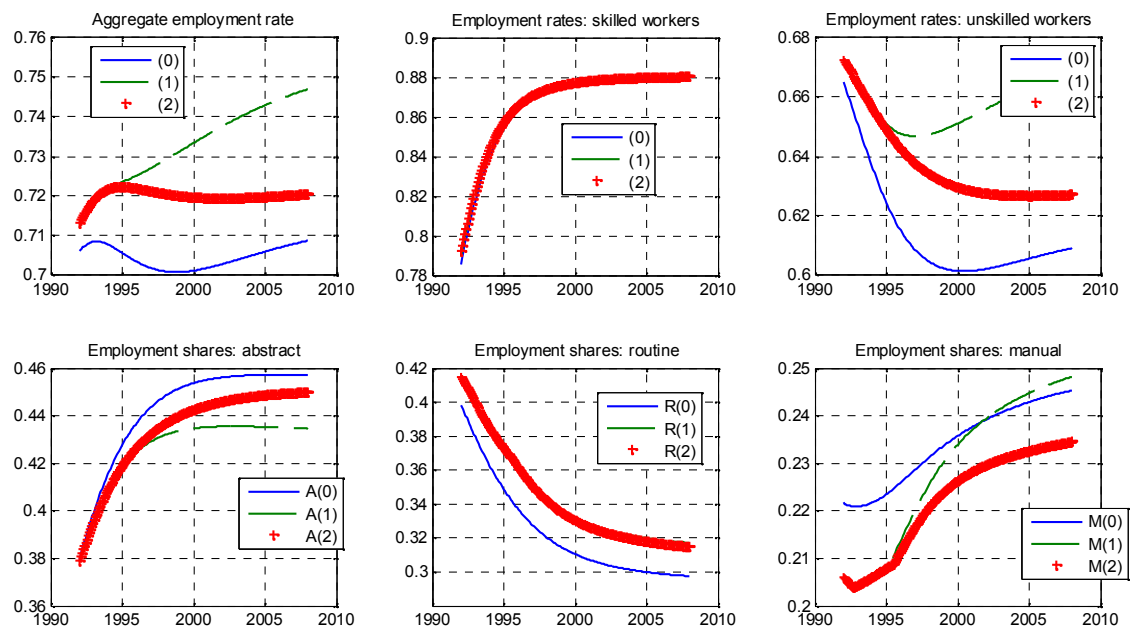 Aggregate employment rate
0.76
0.75
0.74
0.73
0.72
0.71
0.7
1990 1995 2000 2005 2010
(0)
(1)
(2)
Employment rates: skilled workers
0.9
0.88
0.86
0.84
0.82
0.8
0.78
1990 1995 2000 2005 2010
(0)
(1)
(2)
Employment rates: unskilled workers
0.68
0.66
0.64
0.62
0.6
1990 1995 2000 2005 2010
(0)
(1)
(2)
Employment shares: abstract
0.46
0.44
0.42
0.4
0.38
0.36
1990 1995 2000 2005 2010
A(0)
A(1)
A(2)
Employment shares: routine
0.42
0.4
0.38
0.36
0.34
0.32
0.3
1990 1995 2000 2005 2010
R(0)
R(1)
R(2)
Employment shares: manual
0.25
0.24
0.23
0.22
0.21
0.2
1990 1995 2000 2005 2010
M(0)
M(1)
M(2)